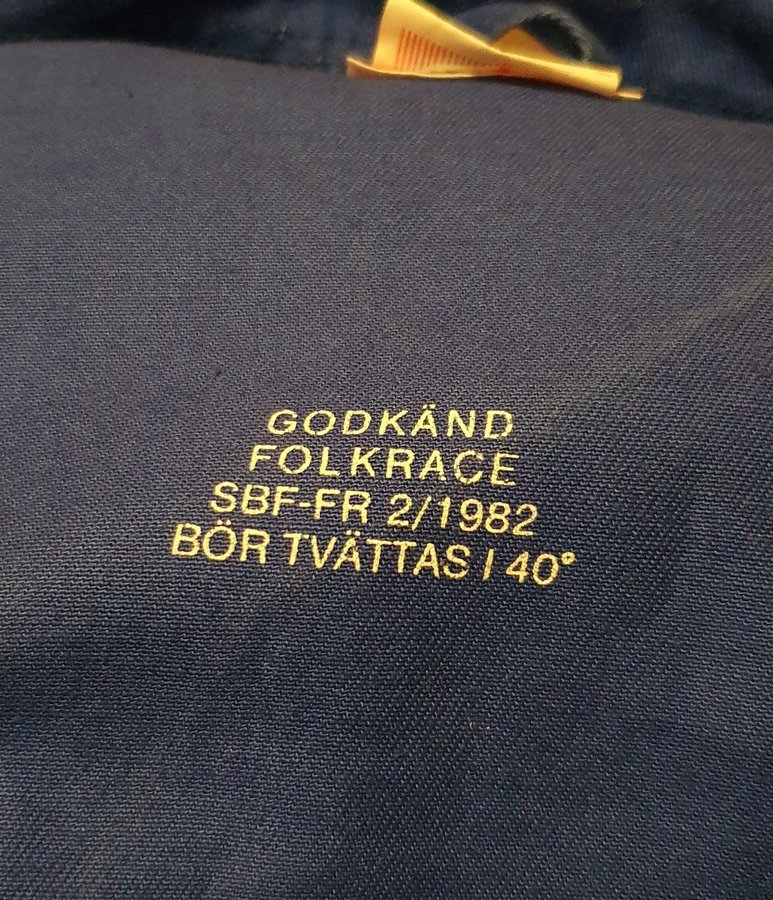 GODKÄND
FOLKRACE
SBF-FR 2/1982
BÖR TVÄTTAS I 40°